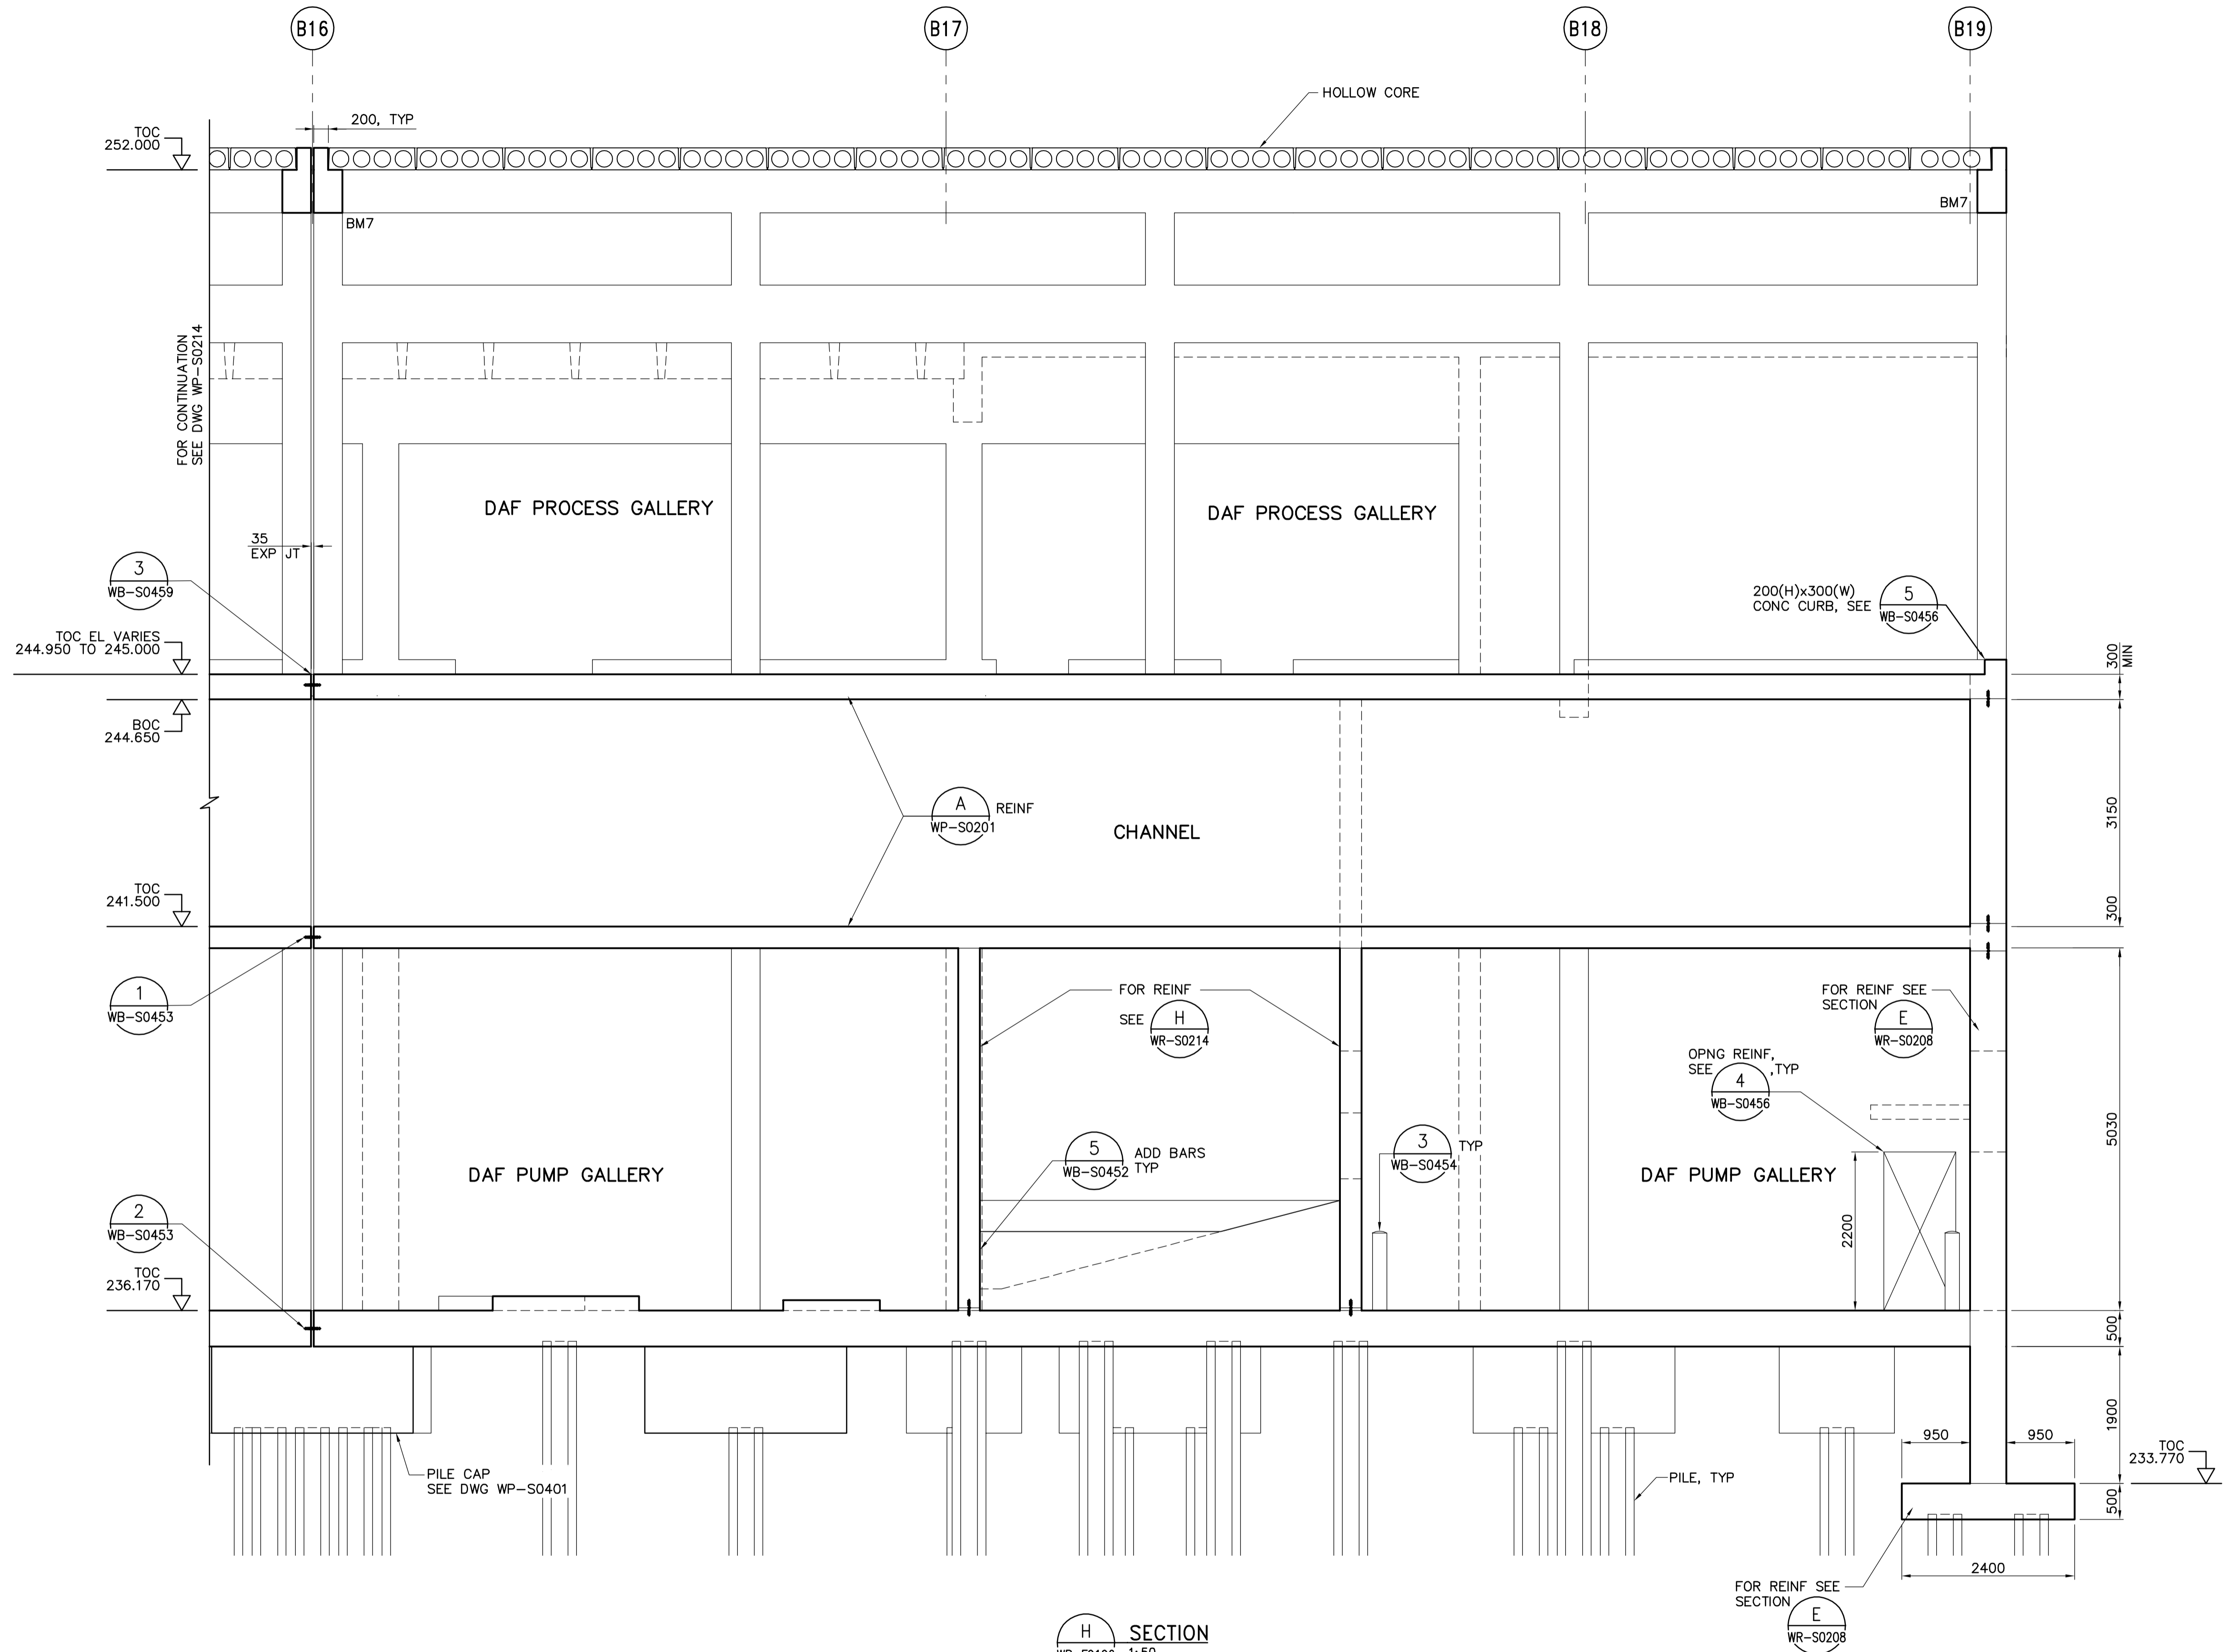 B16
B17
B18
B19
HOLLOW CORE
200, TYP
TOC
252.000
BM7
BM7
FOR CONTINUATION
SEE DWG WP-S0214
DAF PROCESS GALLERY
DAF PROCESS GALLERY
35
EXP JT
3
WB-S0459
200(H)x300(W)
CONC CURB, SEE
5
WB-S0456
TOC EL VARIES
244.950 TO 245.000
300
MIN
BOC
244.650
A
WP-S0201
REINF
CHANNEL
3150
TOC
241.500
300
1
WB-S0453
FOR REINF
SEE
H
WR-S0214
FOR REINF SEE
SECTION
E
WR-S0208
OPNG REINF,
SEE
,TYP
4
WB-S0456
5030
5
WB-S0452
ADD BARS
TYP
3
WB-S0454
TYP
DAF PUMP GALLERY
DAF PUMP GALLERY
2200
2
WB-S0453
TOC
236.170
500
1900
950
950
TOC
233.770
PILE CAP
SEE DWG WP-S0401
PILE, TYP
500
2400
FOR REINF SEE
SECTION
E
WR-S0208
H
SECTION
1:50